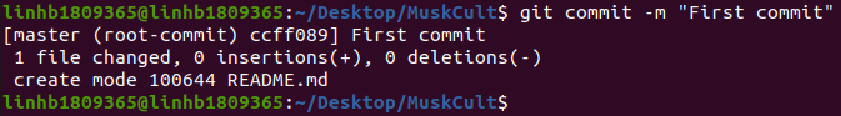 linhb1809365@linhb1809365:~/Desktop/MuskCult$ git commit -m "First commit"
[master (root-commit) ccff089] First commit
 1 file changed, 0 insertions(+), 0 deletions(-)
 create mode 100644 README.md
linhb1809365@linhb1809365:~/Desktop/MuskCult$